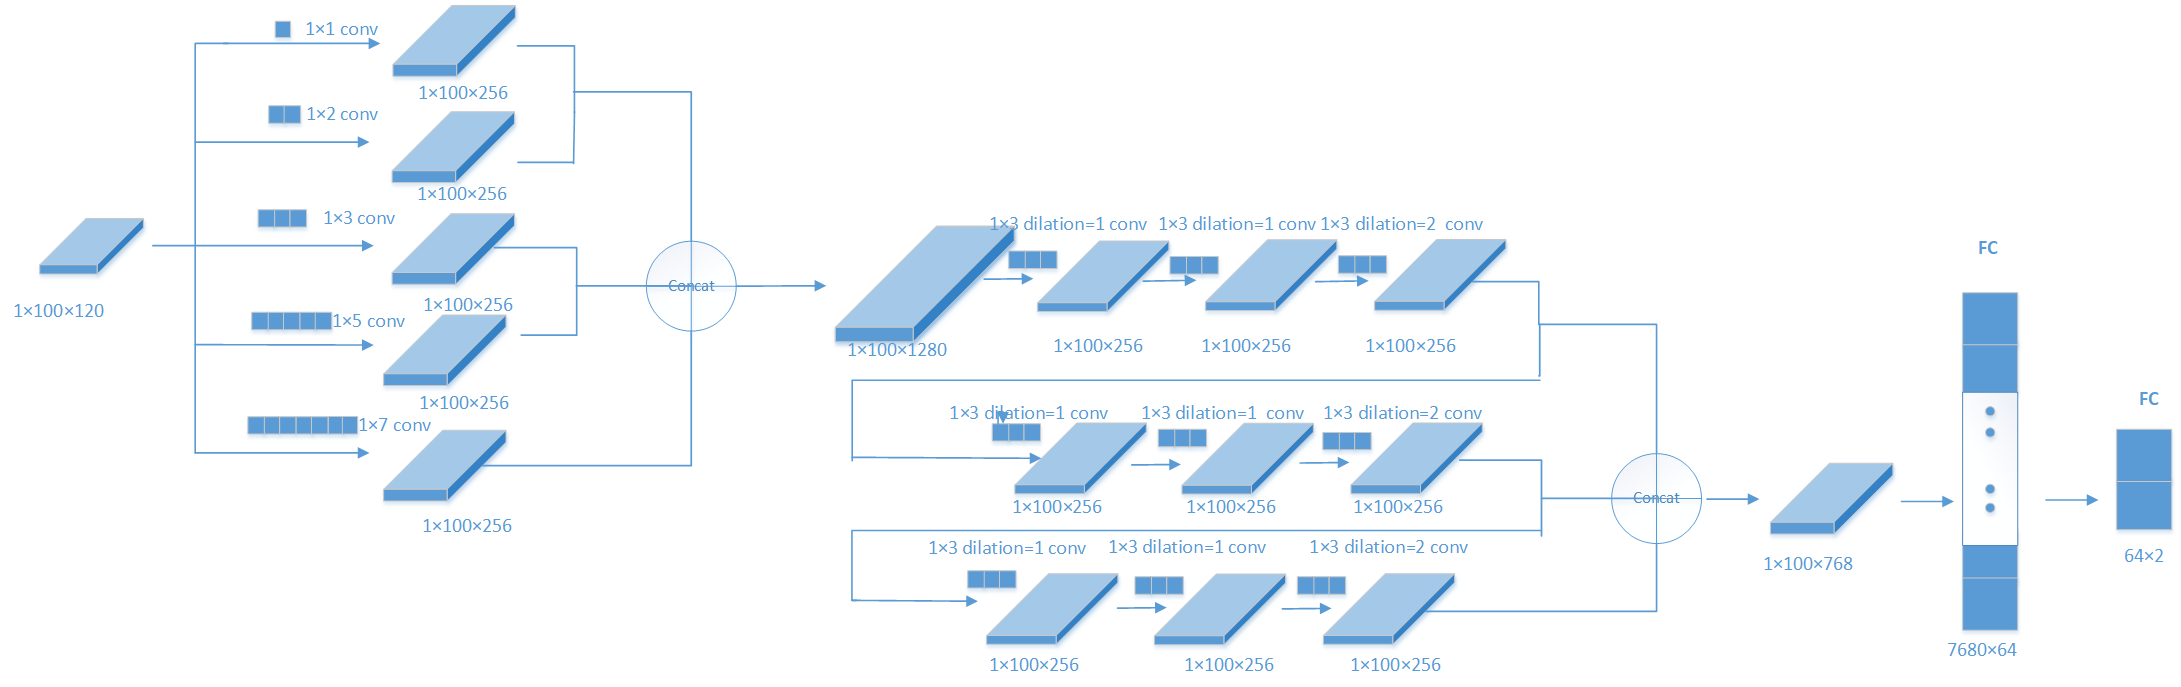 1×1 conv
1×100×256
1×2 conv
1×100×256
1×3 conv
1×100×256
1×5 conv
1×100×256
1×7 conv
1×100×256
1×100×120
Concat
1×100×1280
1×3 dilation=1 conv
1×3 dilation=1 conv
1×3 dilation=2 conv
1×100×256
1×100×256
1×100×256
1×3 dilation=1 conv
1×3 dilation=1 conv
1×3 dilation=2 conv
1×100×256
1×100×256
1×100×256
1×3 dilation=1 conv
1×3 dilation=1 conv
1×3 dilation=2 conv
1×100×256
1×100×256
1×100×256
Concat
1×100×768
FC
7680×64
FC
64×2